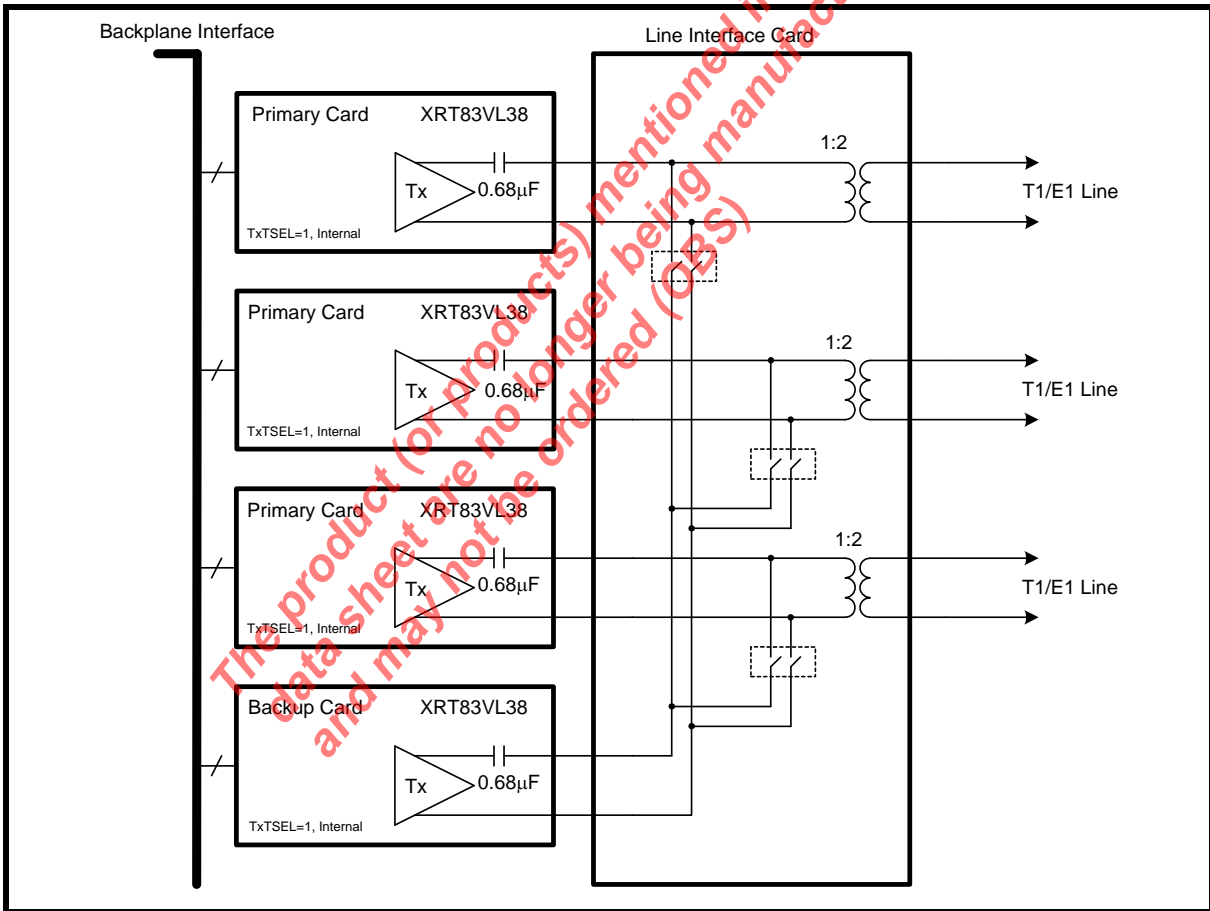 Backplane Interface
Line Interface Card
Primary Card XRT83VL38
Tx
0.68μF
TxTSEL=1, Internal
1:2
T1/E1 Line
Primary Card XRT83VL38
Tx
0.68μF
TxTSEL=1, Internal
1:2
T1/E1 Line
Primary Card XRT83VL38
Tx
0.68μF
TxTSEL=1, Internal
1:2
T1/E1 Line
Backup Card XRT83VL38
Tx
0.68μF
TxTSEL=1, Internal
The product (or products) mentioned in
data sheet are no longer being manufac
and may not be ordered (OBS)